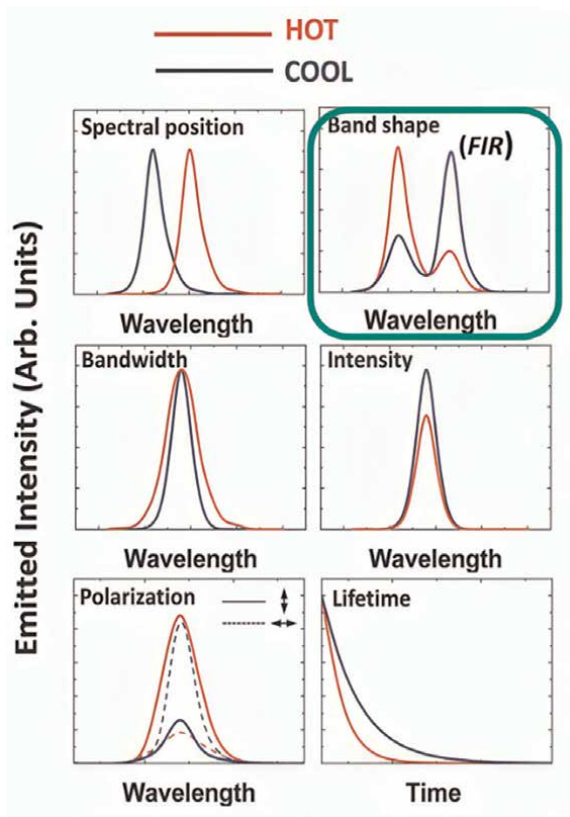 HOT
COOL
Emitted Intensity (Arb. Units)
Spectral position
Band shape
(FIR)
Wavelength
Wavelength
Bandwidth
Intensity
Wavelength
Wavelength
Polarization
Lifetime
Wavelength
Time